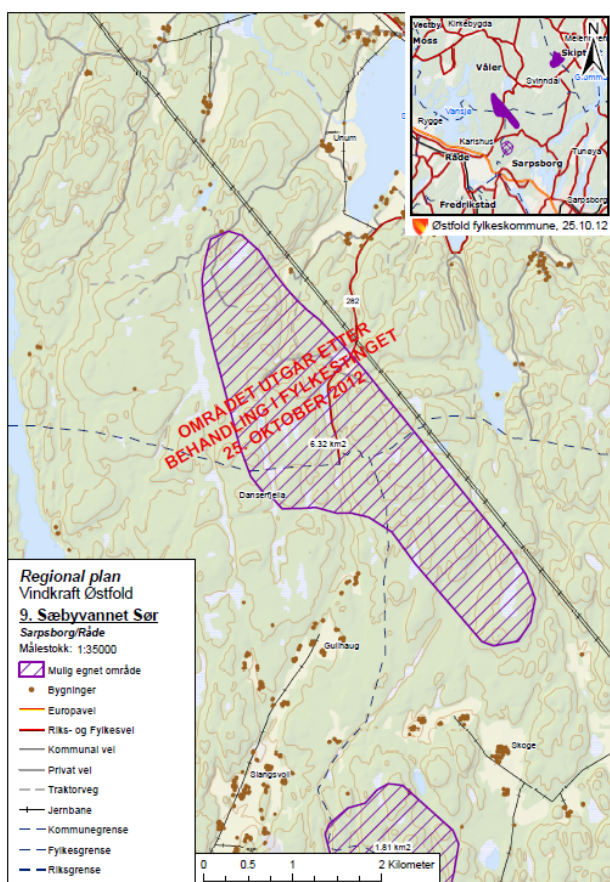 Vestby
Kirkebygda
Moss
Skipt
N
Våler
Svinndal
Vansjø
Rygge
Karlshus
Tunøya
Råde
Sarpsborg
Sarpsborg
Fredrikstad
Østfold fylkeskommune, 25.10.12
Unum
282
OMRÅDET UTGÅR ETTER
BEHANDLING I FYLKESTINGET
25. OKTOBER 2012
6.32 km2
Danserfjella
Regional plan
Vindkraft Østfold
9. Sæbyvannet Sør
Sarpsborg/Råde
Målestokk: 1:35000
Mulig egnet område
Bygninger
Europavei
Riks- og Fylkesvei
Kommunal vei
Privat vei
Traktorveg
Jernbane
Kommunegrense
Fylkesgrense
Riksgrense
Gullhaug
Skoge
Slangsvoll
1.81 km2
0 0.5 1 2 Kilometer